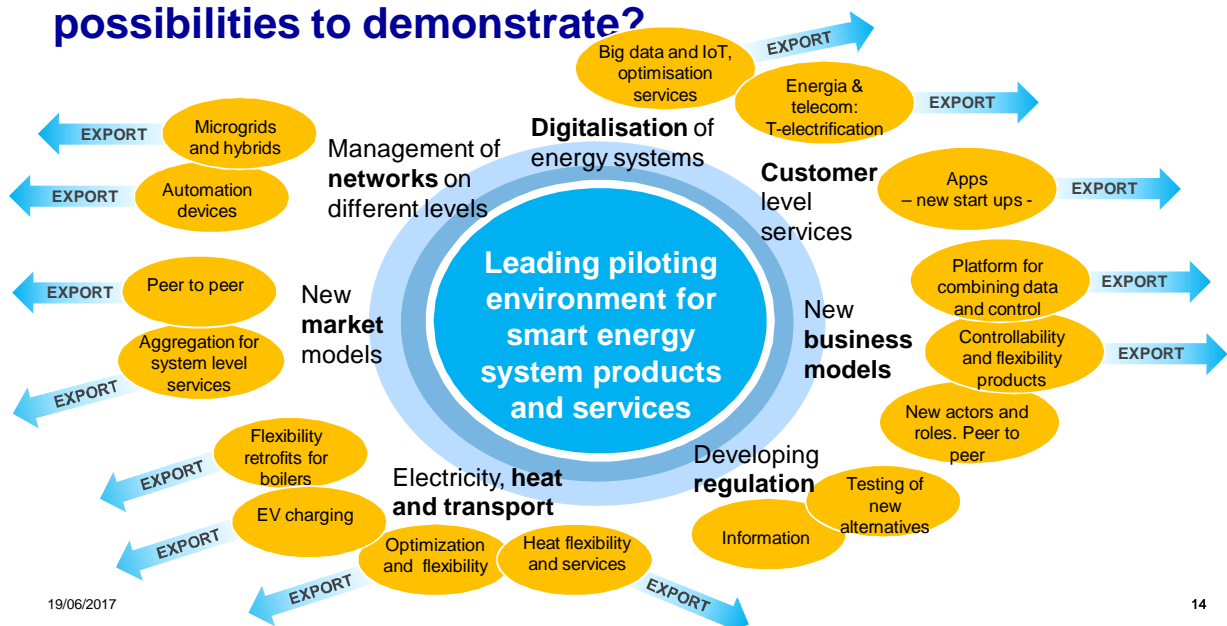 possibilities to demonstrate?
Big data and IoT,
optimisation
services
EXPORT
Energia &
telecom:
T-electrification
EXPORT
Digitalisation of
energy systems
EXPORT
Microgrids
and hybrids
EXPORT
Automation
devices
Management of
networks on
different levels
Customer
level
services
Apps
– new start ups -
EXPORT
Leading piloting
environment for
smart energy
system products
and services
EXPORT
Peer to peer
Aggregation for
system level
services
EXPORT
New
market
models
New
business
models
Platform for
combining data
and control
EXPORT
Controllability
and flexibility
products
EXPORT
New actors and
roles. Peer to
peer
Flexibility
retrofits for
boilers
EXPORT
EV charging
EXPORT
Electricity, heat
and transport
Optimization
and flexibility
EXPORT
Heat flexibility
and services
EXPORT
Developing
regulation
Testing of
new
alternatives
Information
19/06/2017
14